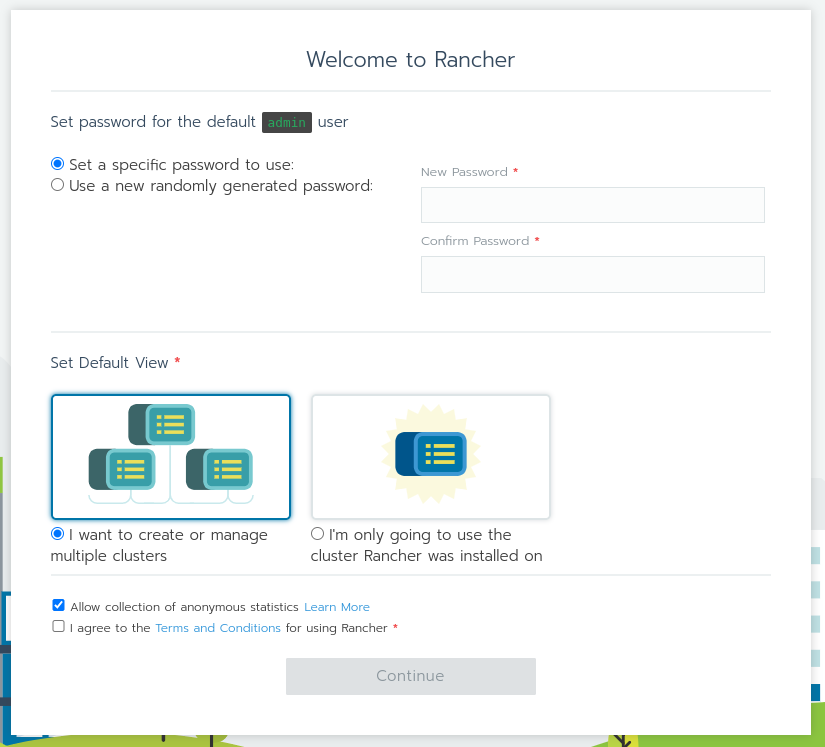 Welcome to Rancher
Set password for the default admin user
Set a specific password to use:
Use a new randomly generated password:
New Password *
Confirm Password *
Set Default View *
I want to create or manage
multiple clusters
I'm only going to use the
cluster Rancher was installed on
Allow collection of anonymous statistics Learn More
I agree to the Terms and Conditions for using Rancher *
Continue